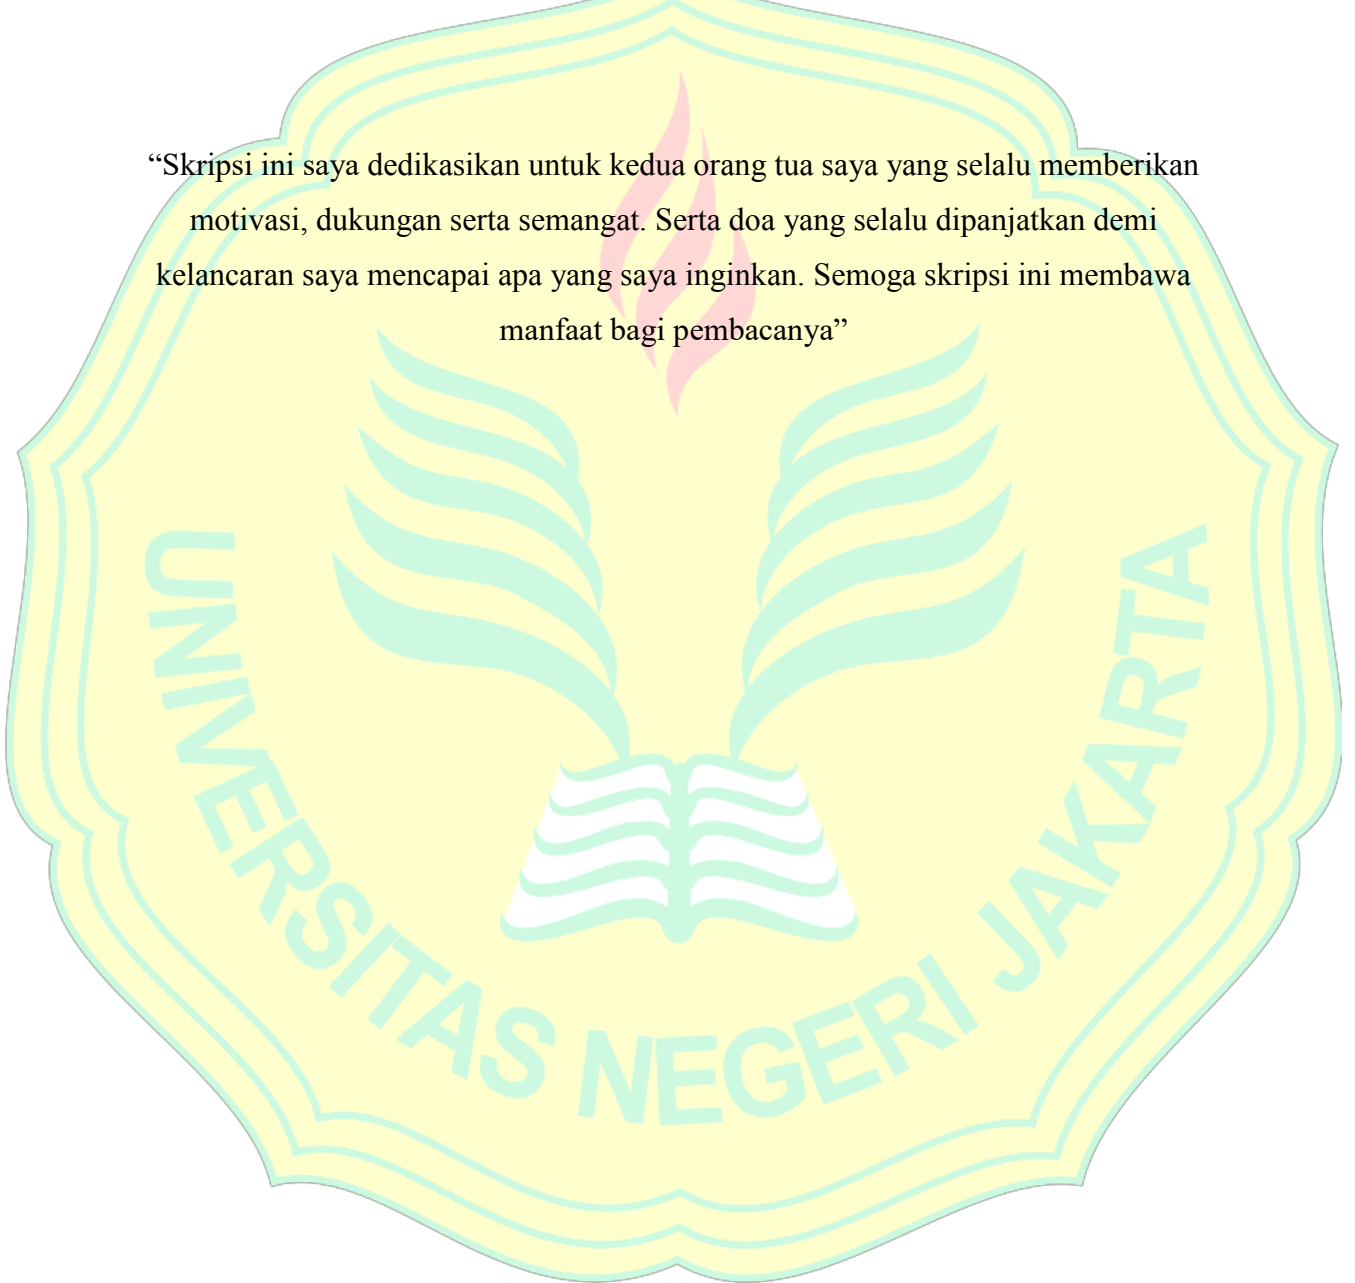 “Skripsi ini saya dedikasikan untuk kedua orang tua saya yang selalu memberikan
motivasi, dukungan serta semangat. Serta doa yang selalu dipanjatkan demi
kelancaran saya mencapai apa yang saya inginkan. Semoga skripsi ini membawa
manfaat bagi pembacanya”
UNIVERSITAS NEGERI JAKARTA